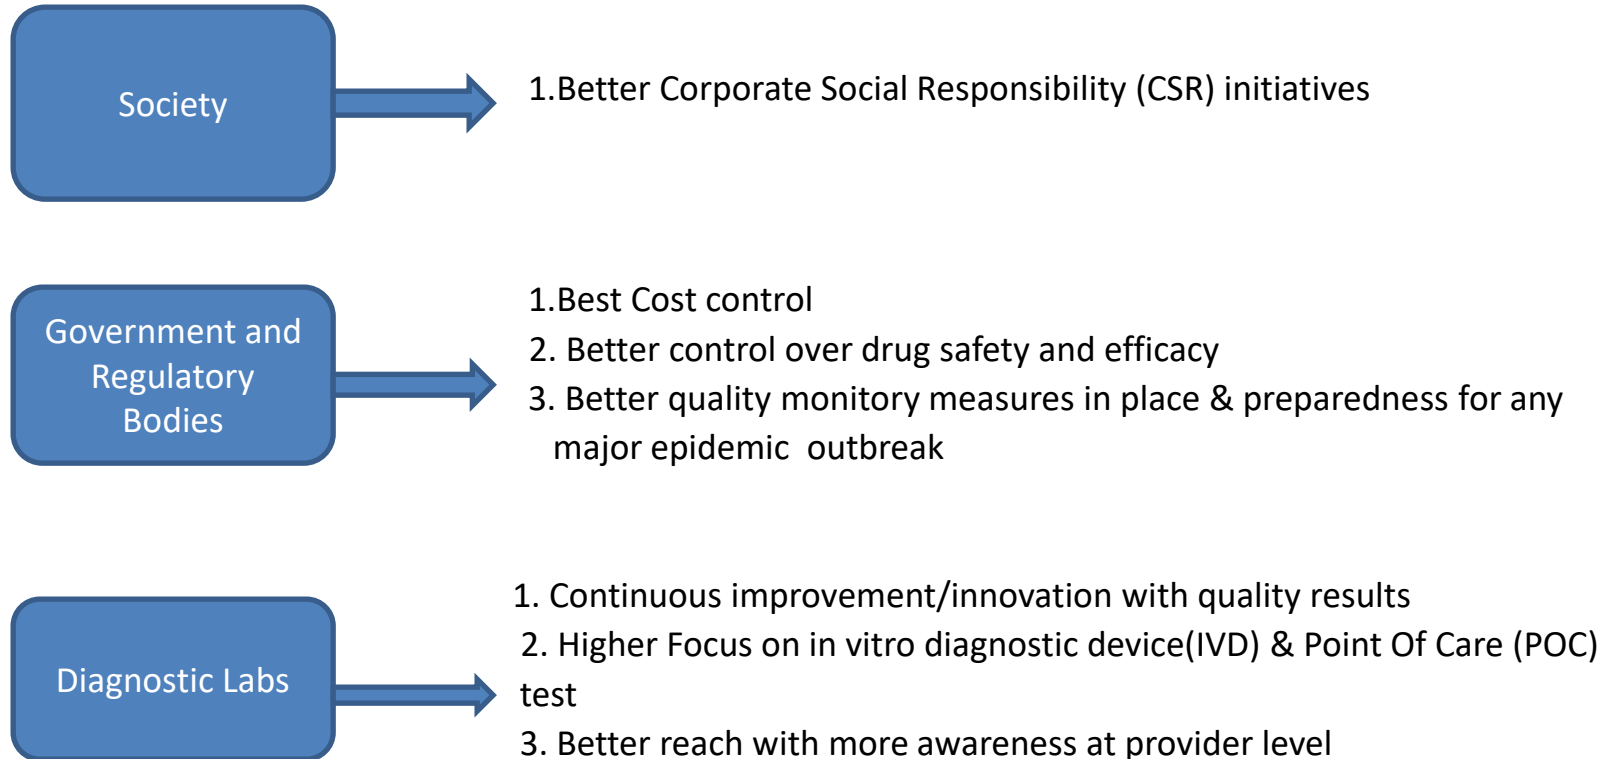 Society
1.Better Corporate Social Responsibility (CSR) initiatives
Government and
Regulatory
Bodies
1.Best Cost control
2. Better control over drug safety and efficacy
3. Better quality monitory measures in place & preparedness for any
major epidemic outbreak
Diagnostic Labs
1. Continuous improvement/innovation with quality results
2. Higher Focus on in vitro diagnostic device(IVD) & Point Of Care (POC)
test
3. Better reach with more awareness at provider level